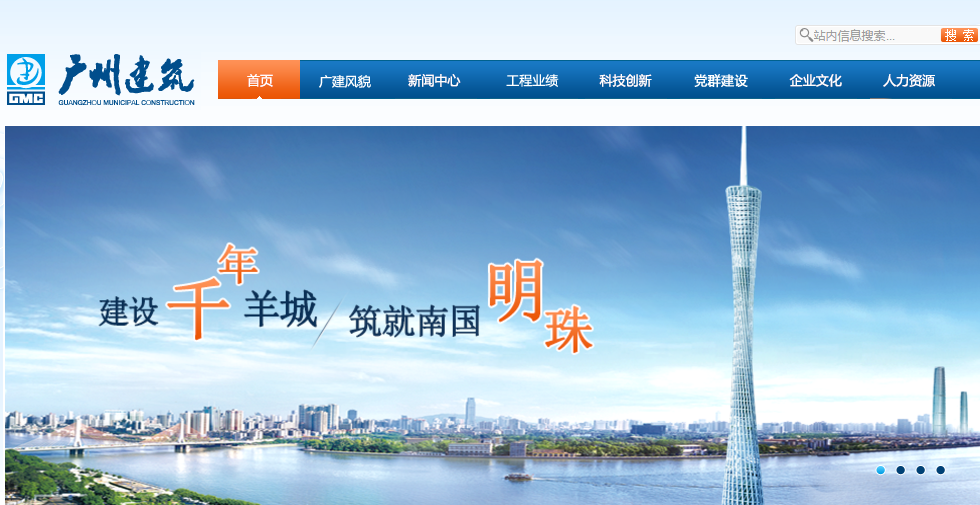 站内信息搜索...
搜 索
GMC
广州建筑
GUANGZHOU MUNICIPAL CONSTRUCTION
首页 广建风貌 新闻中心 工程业绩 科技创新 党群建设 企业文化 人力资源
建设千年羊城/筑就南国明珠